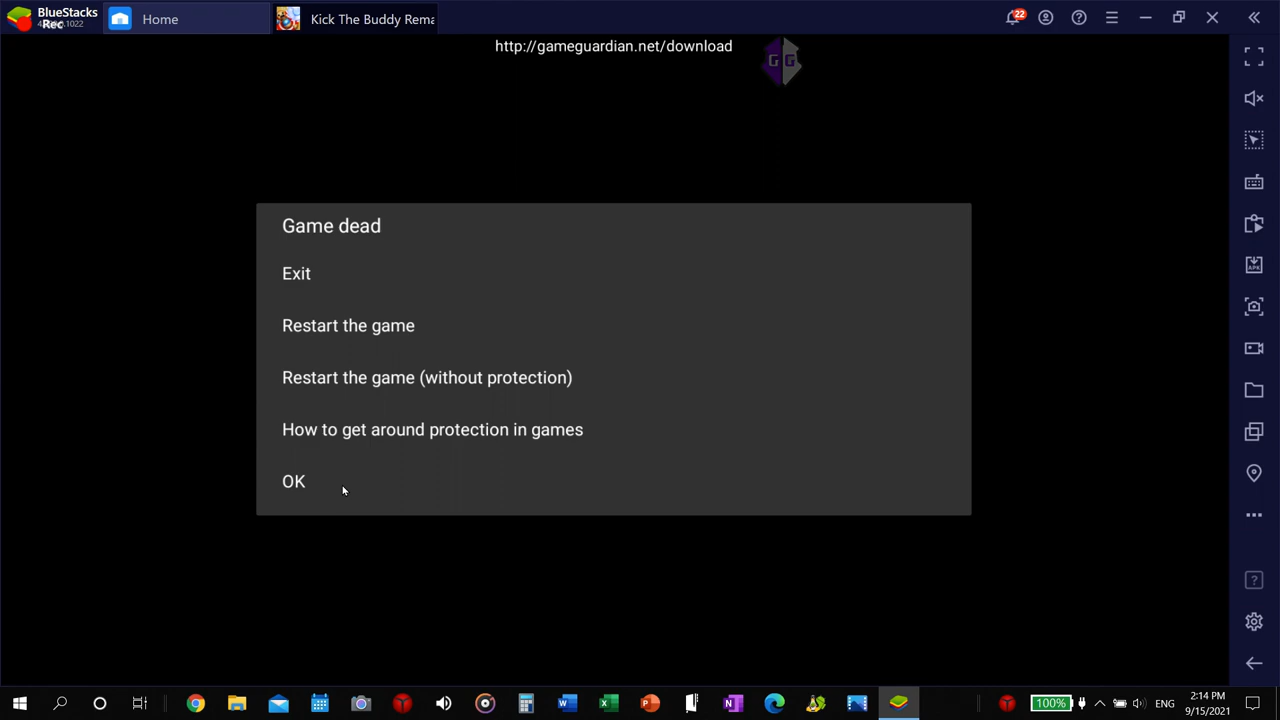 BlueStacks
Rec
Home
Kick The Buddy Rema
22
http://gameguardian.net/download
GG
Game dead
Exit
Restart the game
Restart the game (without protection)
How to get around protection in games
OK
APK
100%
ENG
2:14 PM
9/15/2021